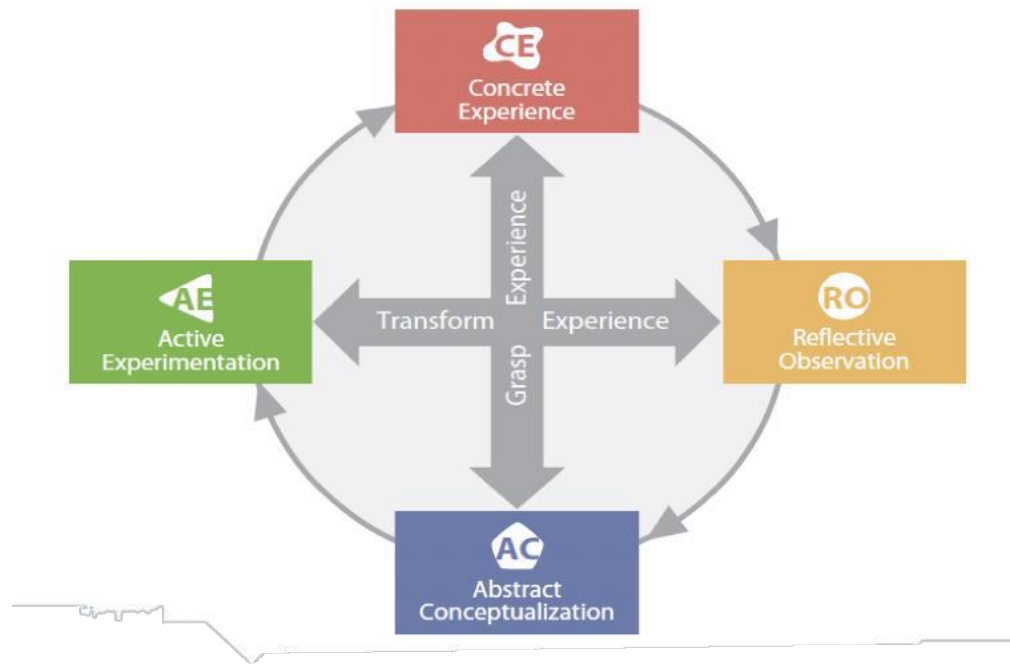 CE
Concrete
Experience
AE
Active
Experimentation
Transform Experience
Grasp Experience
RO
Reflective
Observation
AC
Abstract
Conceptualization